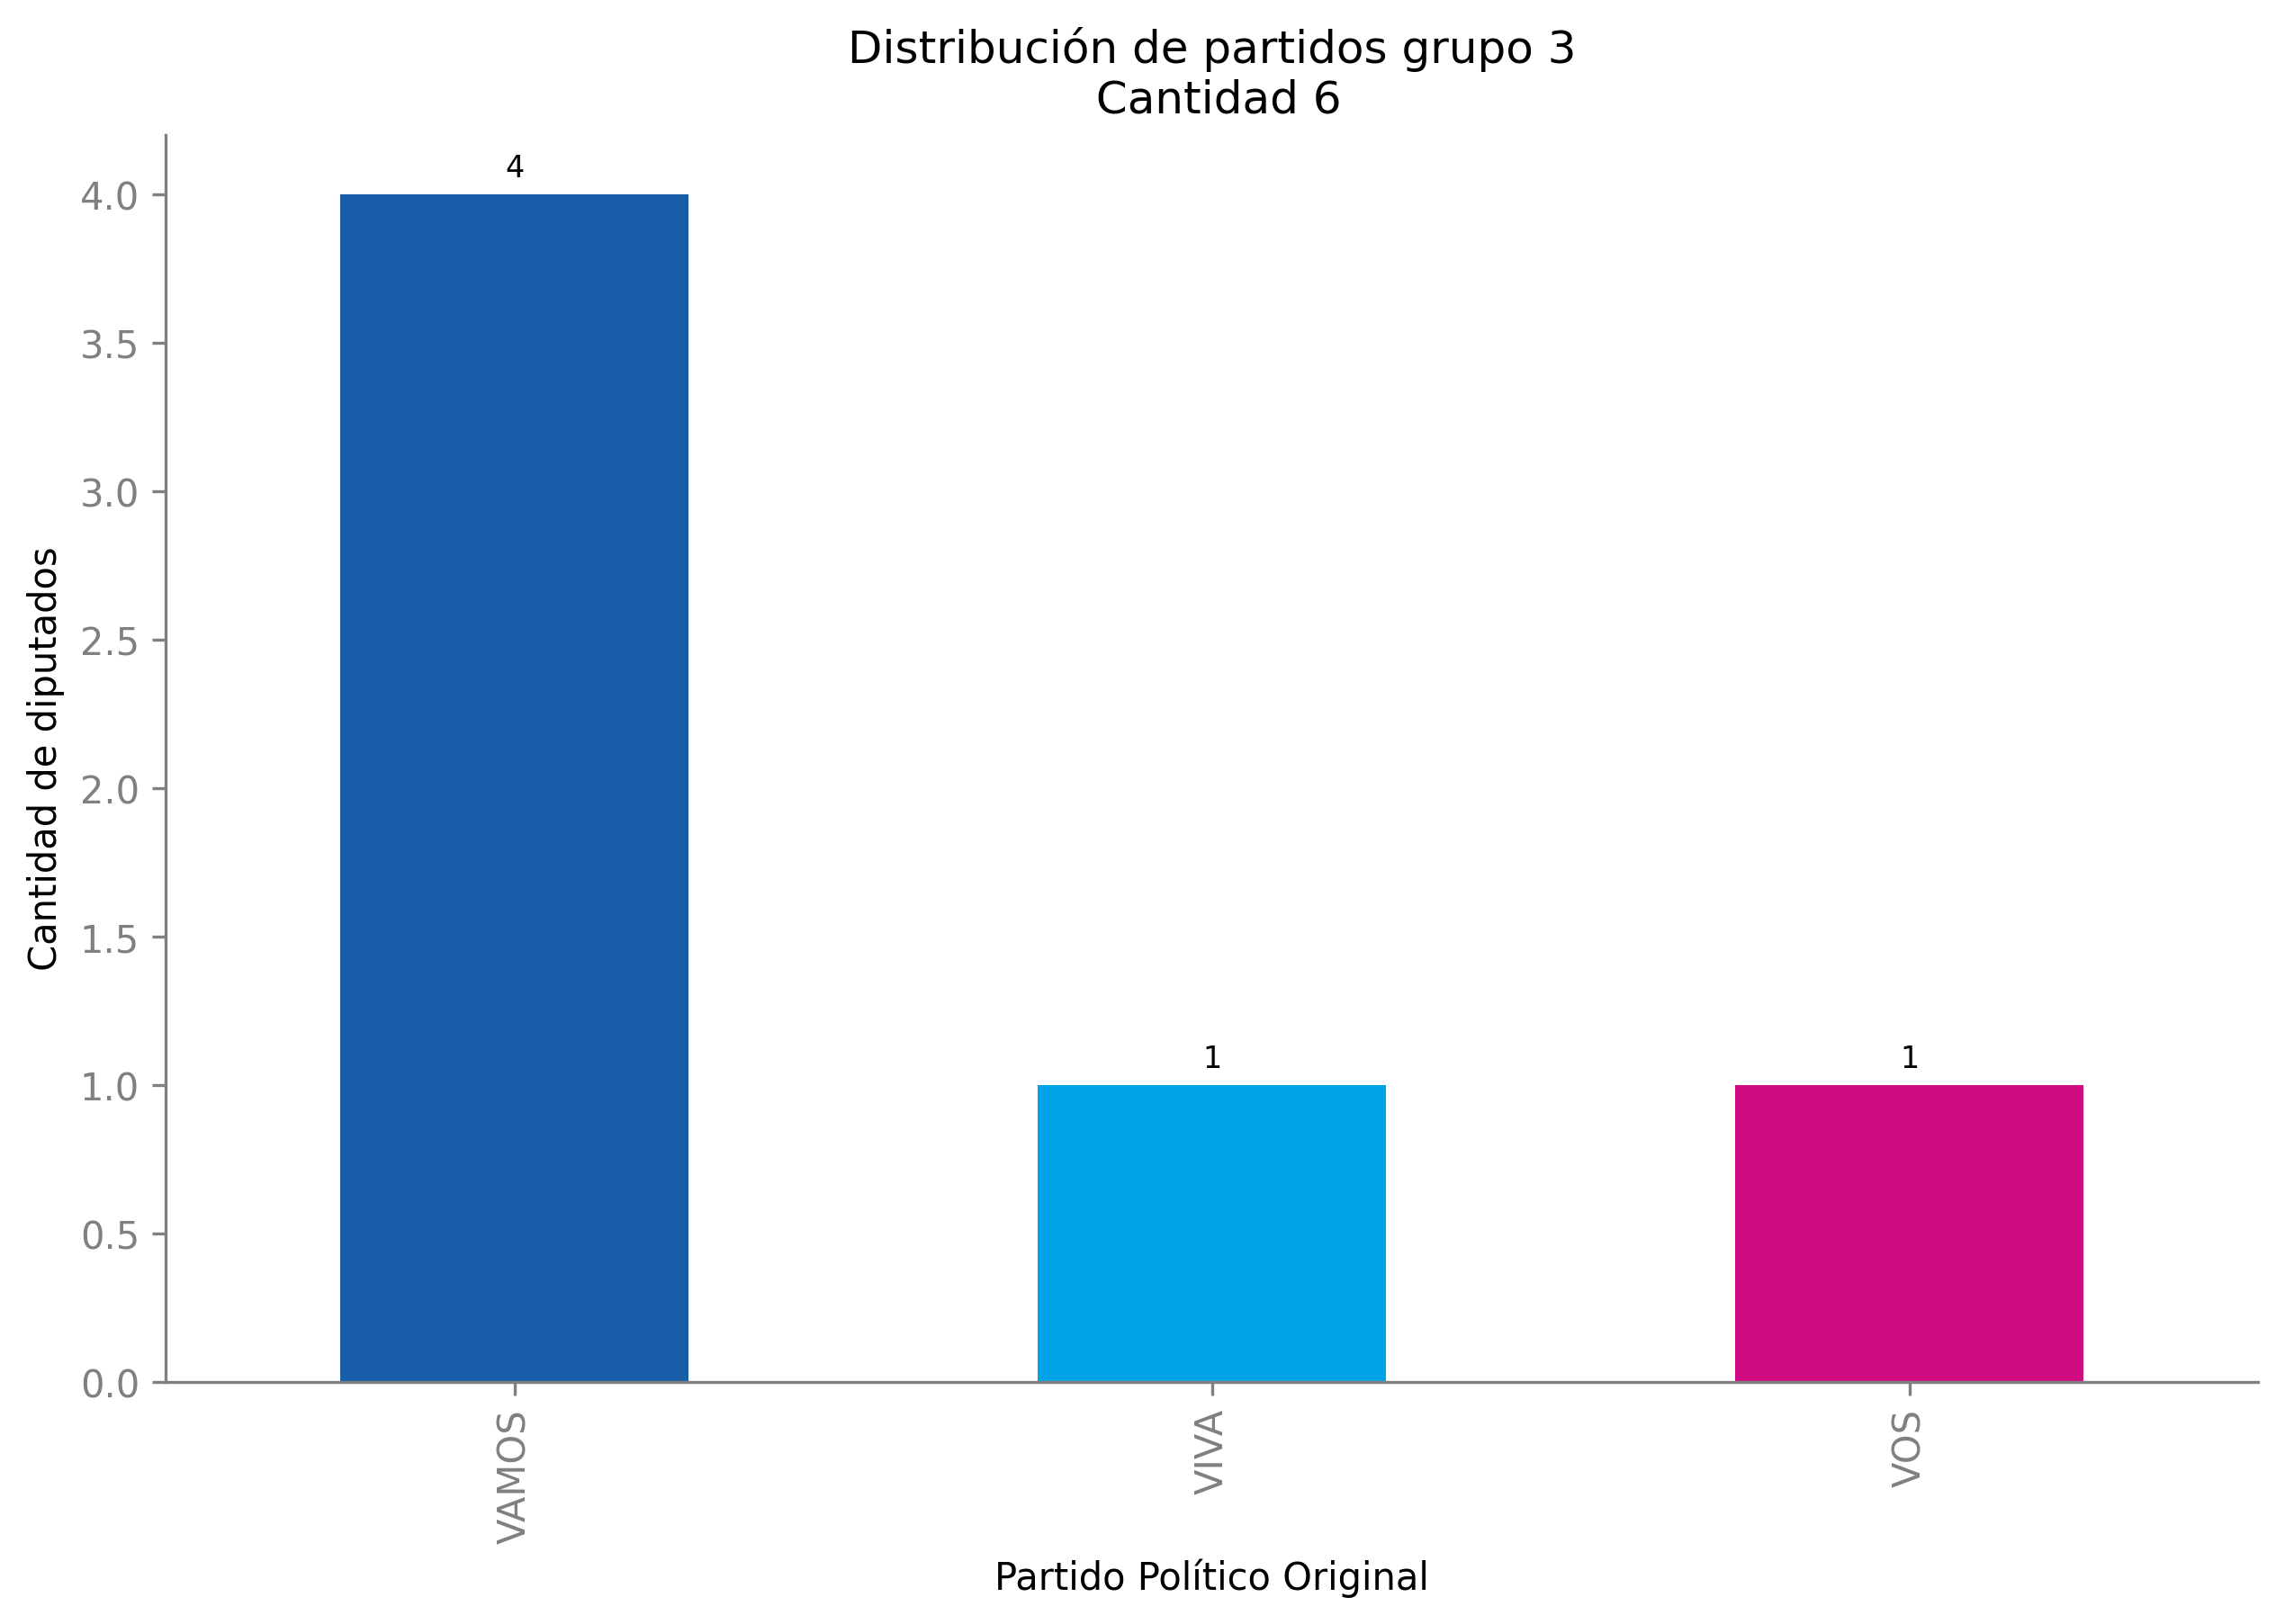 Distribución de partidos grupo 3
Cantidad 6
4
1
1
4.0
3.5
3.0
2.5
2.0
1.5
1.0
0.5
0.0
Cantidad de diputados
VAMOS
VIVA
VOS
Partido Político Original